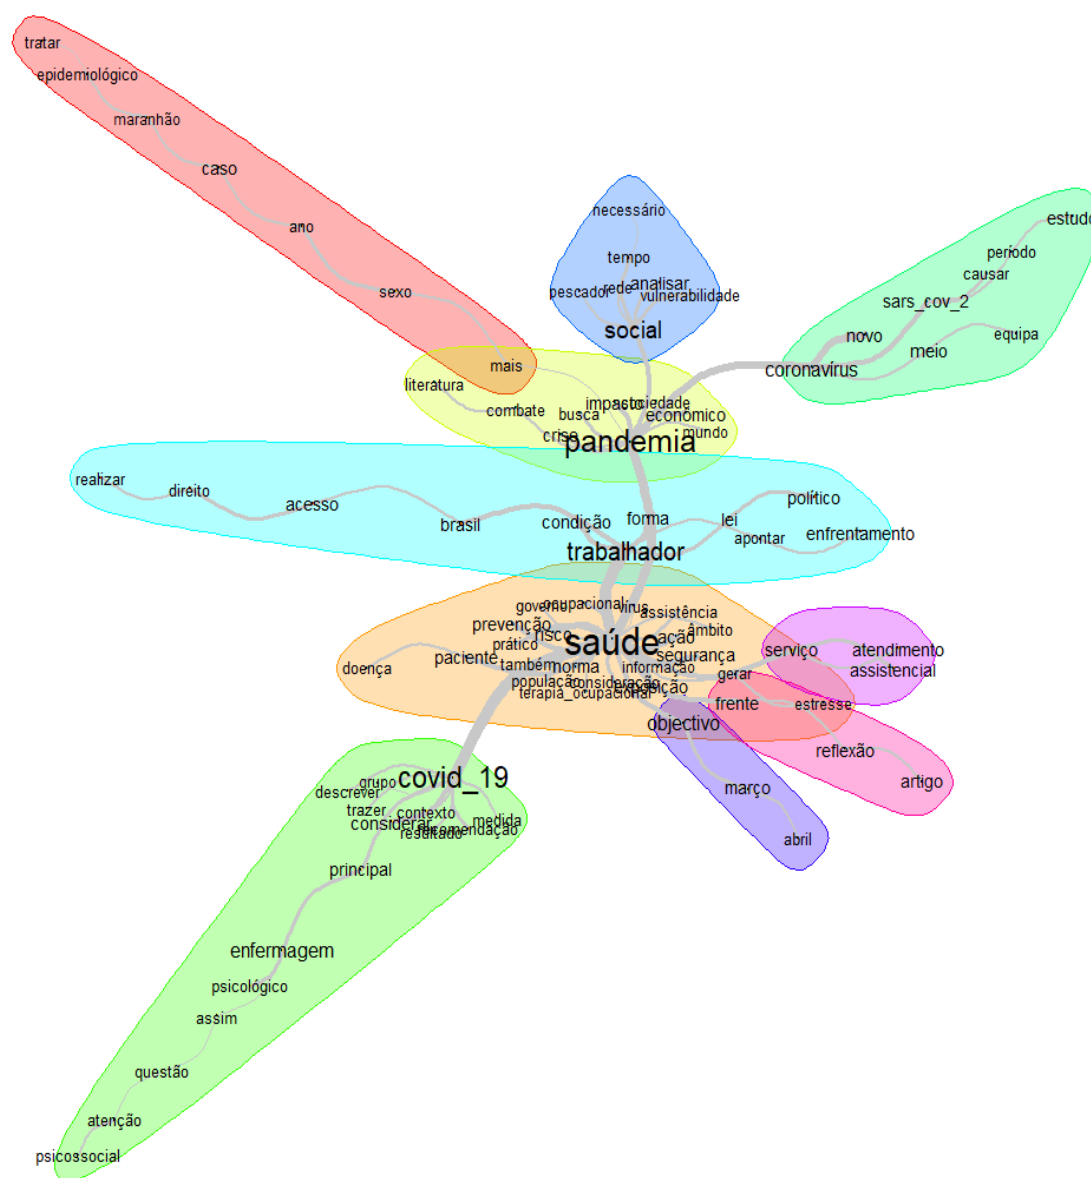 tratar
epidemiológico
maranhão
caso
ano
sexo
mais
necessário
tempo
rede
analisar
pescador
vulnerabilidade
social
estudo
período
causar
sars_cov_2
novo
equipa
meio
coronavírus
literatura
combate
busca
impacto
sociedade
econômico
mundo
crise
pandemia
realizar
direito
acesso
brasil
condição
forma
lei
político
apontar
enfrentamento
trabalhador
governo
ocupacional
vírus
assistência
prevenção
risco
prático
saúde
ação
âmbito
segurança
doença
paciente
também
norma
informação
população
consideração
terapia_ocupacional
exposição
gerar
serviço
atendimento
assistencial
frente
estresse
objectivo
reflexão
artigo
março
abril
covid_19
grupo
descrever
trazer
contexto
medida
considerar
recomendação
resultado
principal
enfermagem
psicológico
assim
questão
atenção
psicossocial